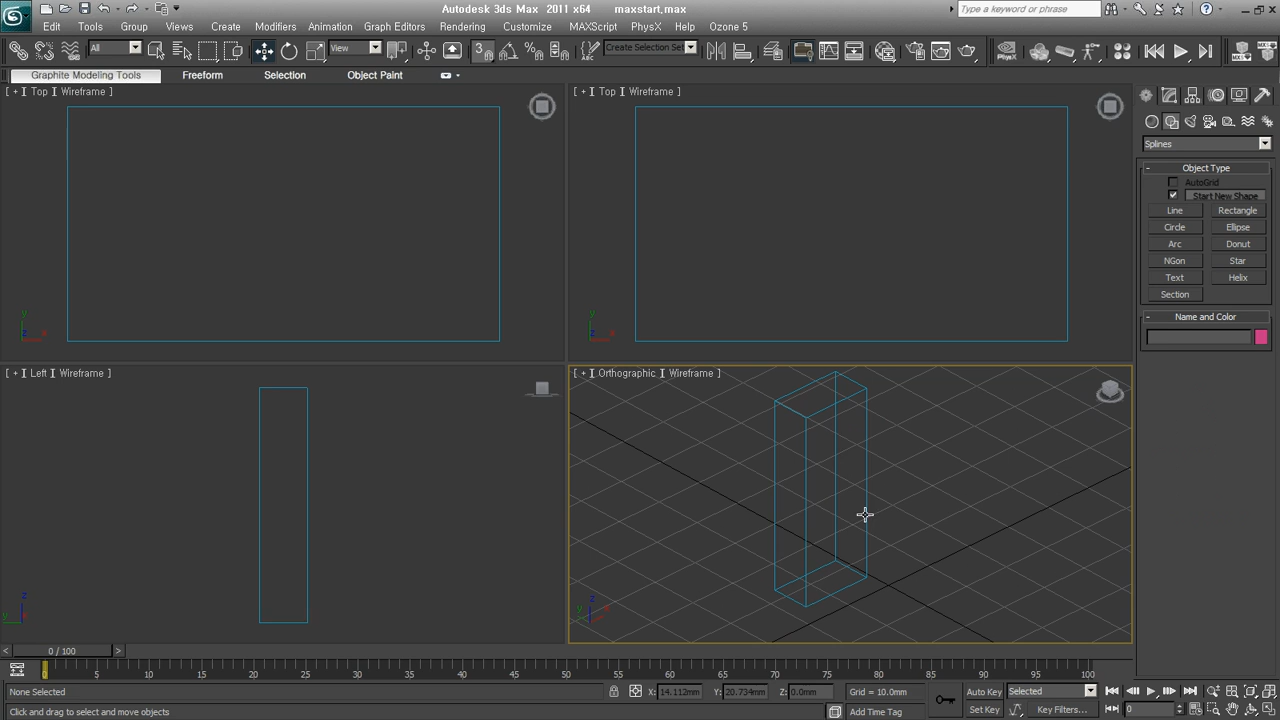 Autodesk 3ds Max 2011 x64 maxstart.max
Type a keyword or phrase
Edit Tools Group Views Create Modifiers Animation Graph Editors Rendering Customize MAXScript PhysX Help Ozone 5
All View 3 Create Selection Set PhysX
Graphite Modeling Tools Freeform Selection Object Paint
[ + ] Top ] Wireframe ]
[ + ] Top ] Wireframe ]
Splines
- Object Type
AutoGrid
Start New Shape
Line Rectangle
Circle Ellipse
Arc Donut
NGon Star
Text Helix
Section
- Name and Color
y
z x
y
z x
[ + ] Left ] Wireframe ]
[ + ] Orthographic ] Wireframe ]
z
y x
z
y x
< 0 / 100 >
0 5 10 15 20 25 30 35 40 45 50 55 60 65 70 75 80 85 90 95 100
None Selected X: 14.112mm Y: 20.734mm Z: 0.0mm Grid = 10.0mm Auto Key Selected
Click and drag to select and move objects Add Time Tag Set Key Key Filters... 0